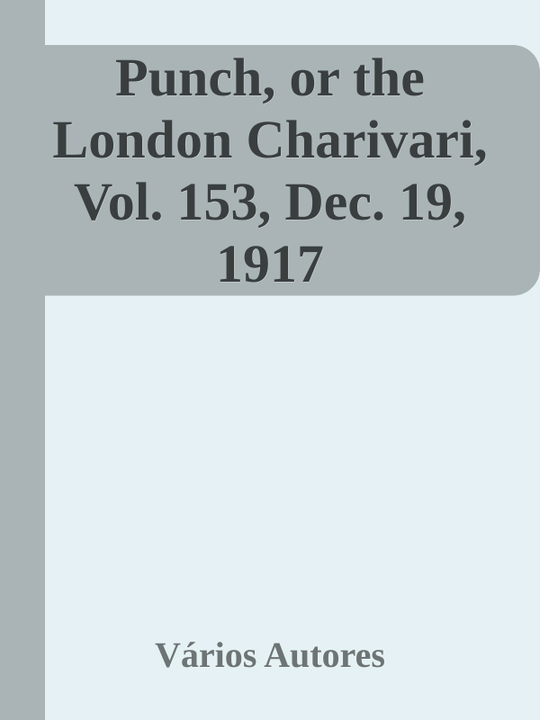 Punch, or the
London Charivari,
Vol. 153, Dec. 19,
1917
Vários Autores